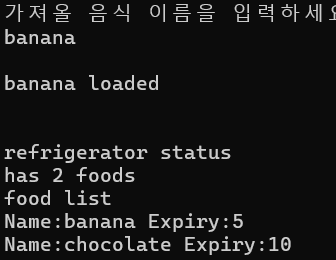 가져올 음식 이름을 입력하세
banana
banana loaded
refrigerator status
has 2 foods
food list
Name:banana Expiry:5
Name:chocolate Expiry:10